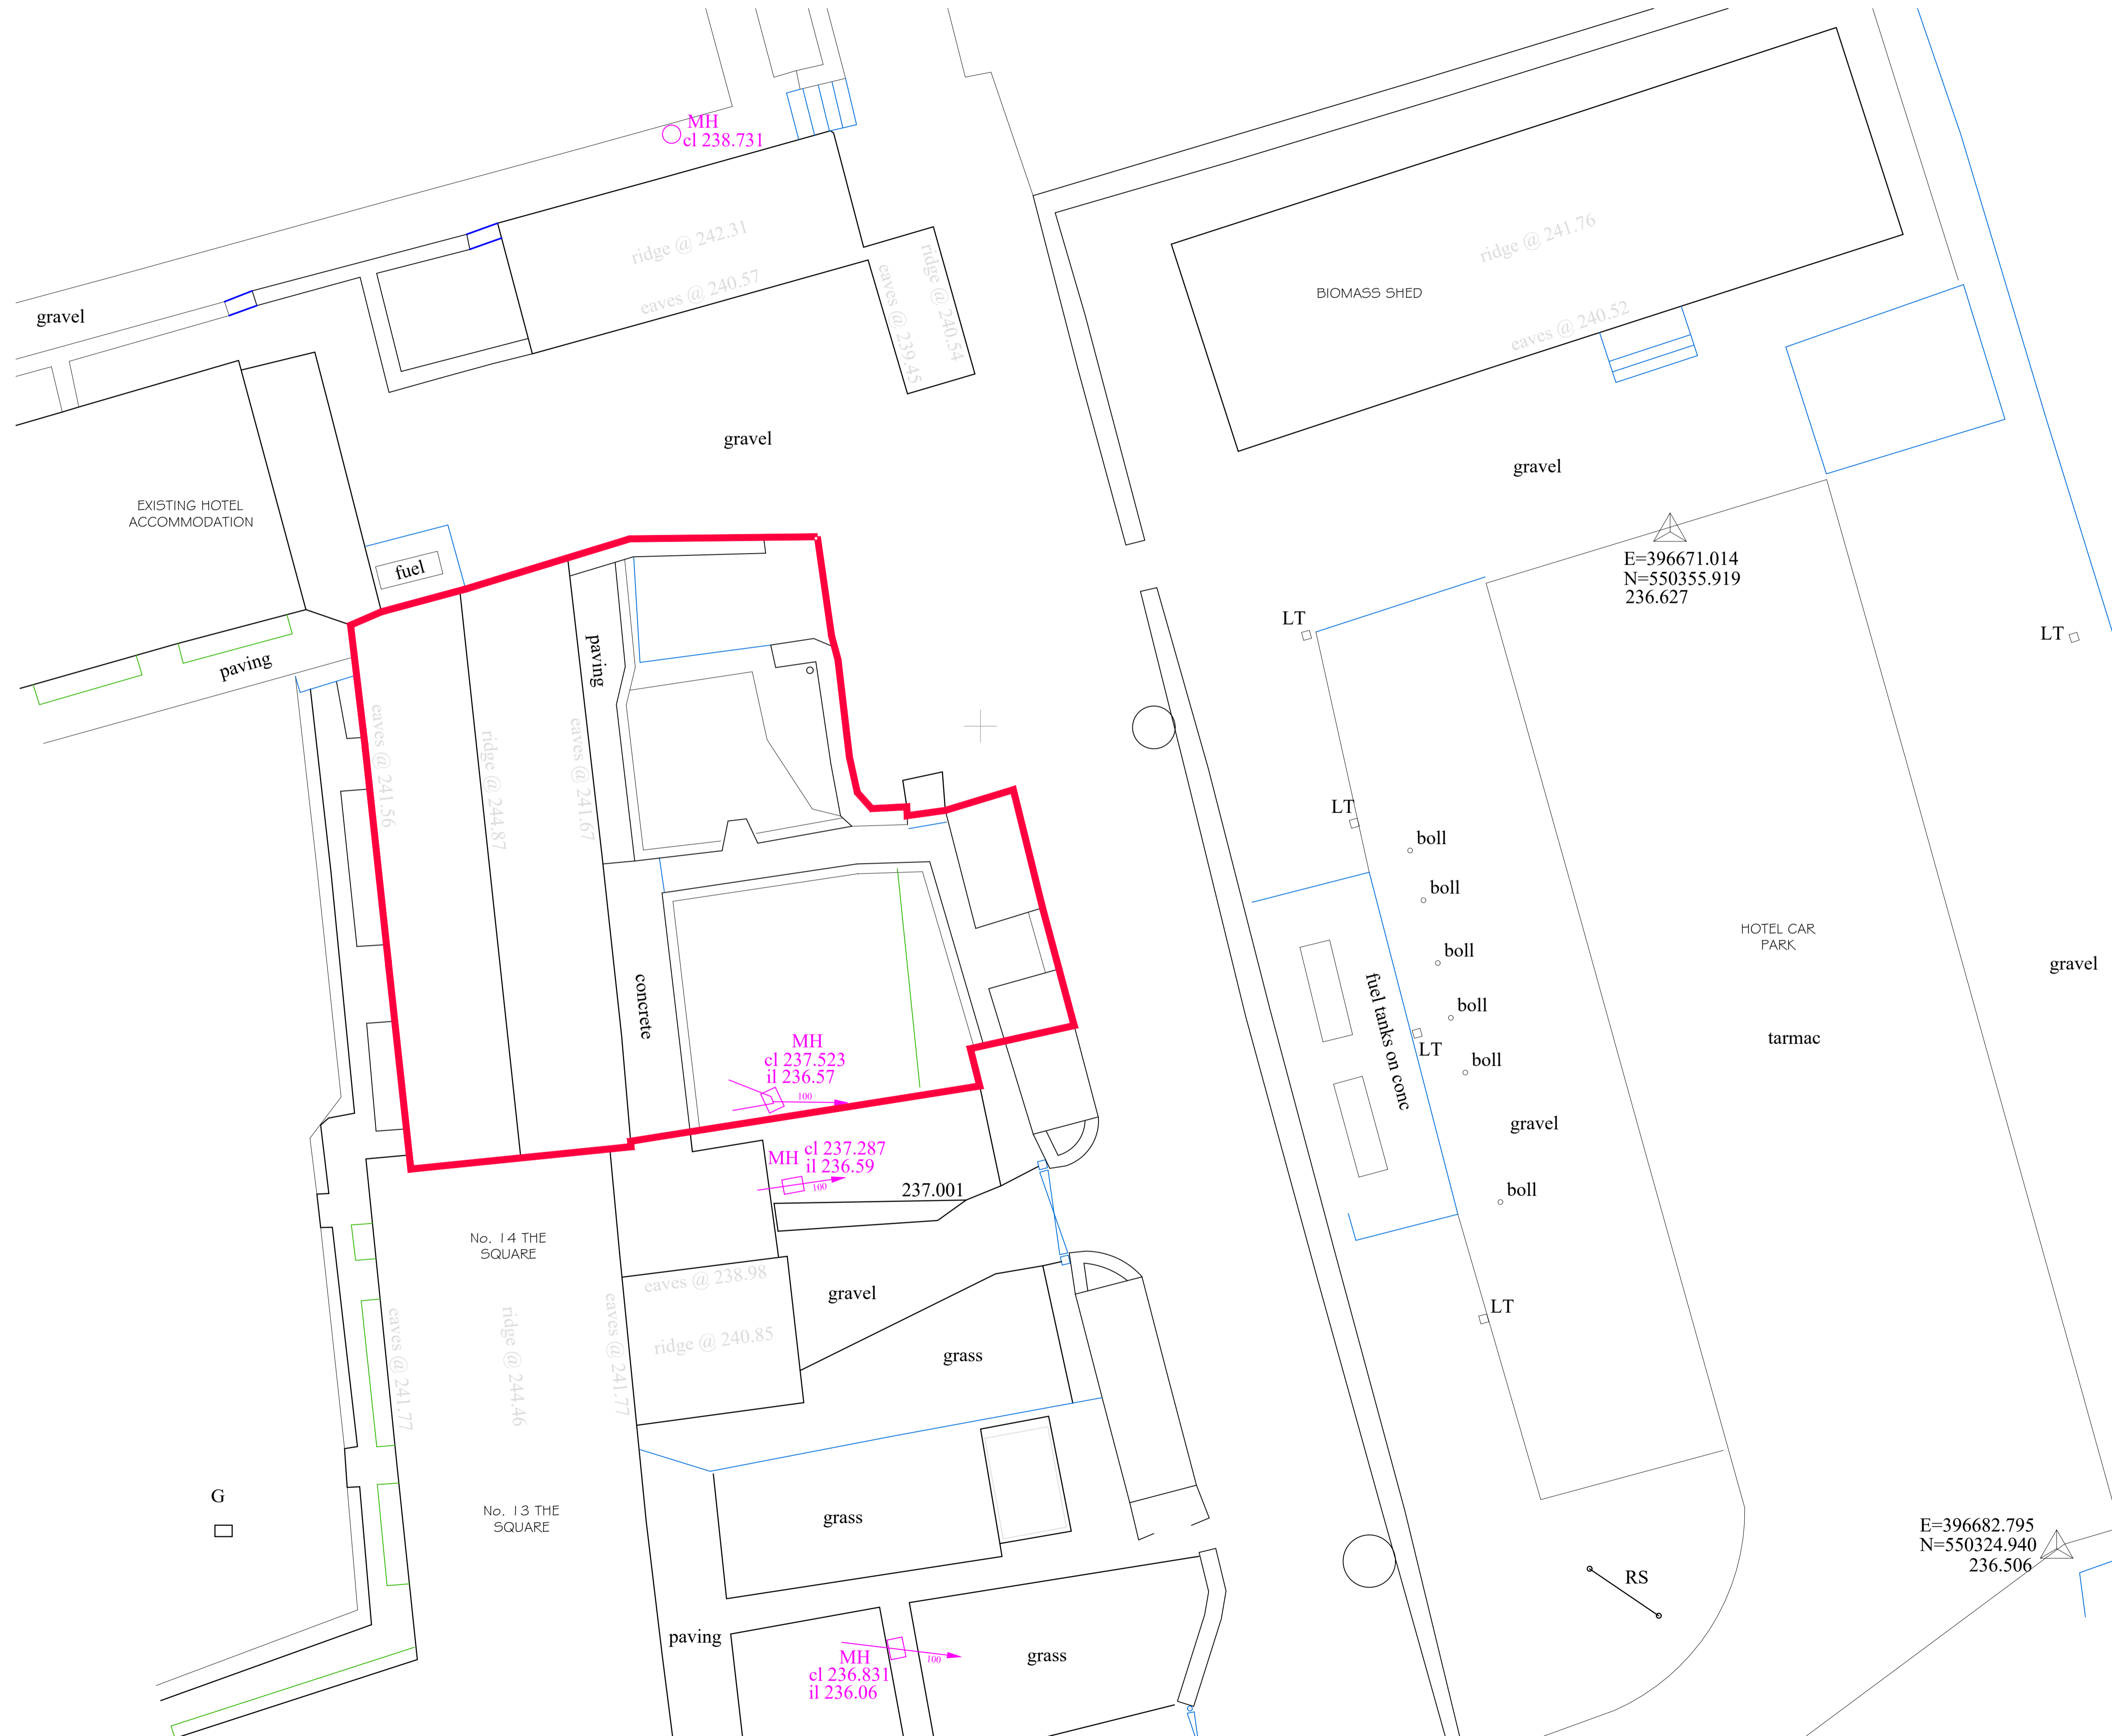 MH
cl 238.731
ridge @ 242.31
eaves @ 240.57
ridge @ 240.54
eaves @ 239.45
ridge @ 241.76
BIOMASS SHED
eaves @ 240.52
gravel
gravel
gravel
EXISTING HOTEL
ACCOMMODATION
fuel
E=396671.014
N=550355.919
236.627
LT
LT
paving
paving
eaves @ 241.56
ridge @ 244.87
eaves @ 241.67
LT
boll
boll
boll
HOTEL CAR
PARK
gravel
concrete
fuel tanks on conc
boll
tarmac
LT
boll
MH
cl 237.523
il 236.57
100
gravel
MH
cl 237.287
il 236.59
100
237.001
boll
No. 14 THE
SQUARE
eaves @ 238.98
gravel
LT
ridge @ 240.85
grass
eaves @ 241.77
ridge @ 244.46
eaves @ 241.77
G
No. 13 THE
SQUARE
grass
E=396682.795
N=550324.940
236.506
RS
paving
MH
cl 236.831
il 236.06
100
grass